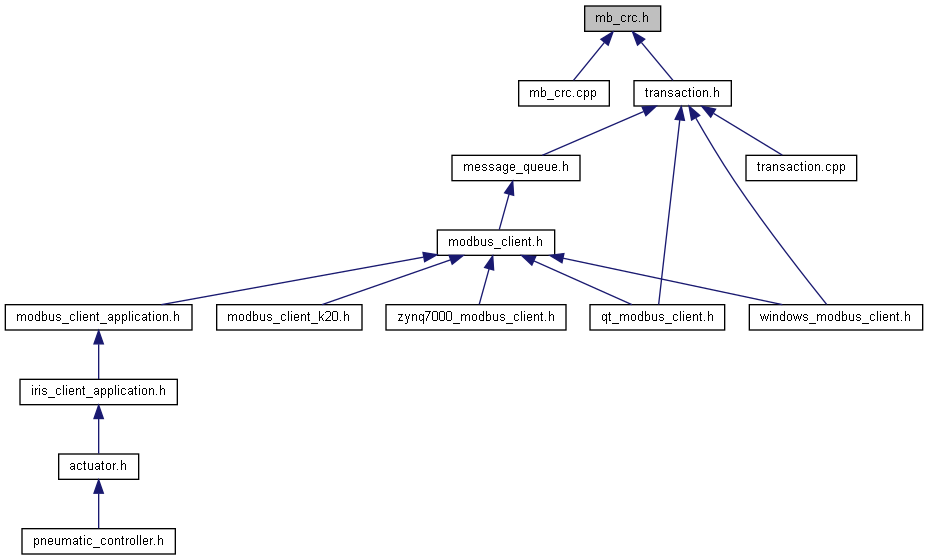 mb_crc.h
mb_crc.cpp
transaction.h
message_queue.h
transaction.cpp
modbus_client.h
modbus_client_application.h
modbus_client_k20.h
zynq7000_modbus_client.h
qt_modbus_client.h
windows_modbus_client.h
iris_client_application.h
actuator.h
pneumatic_controller.h